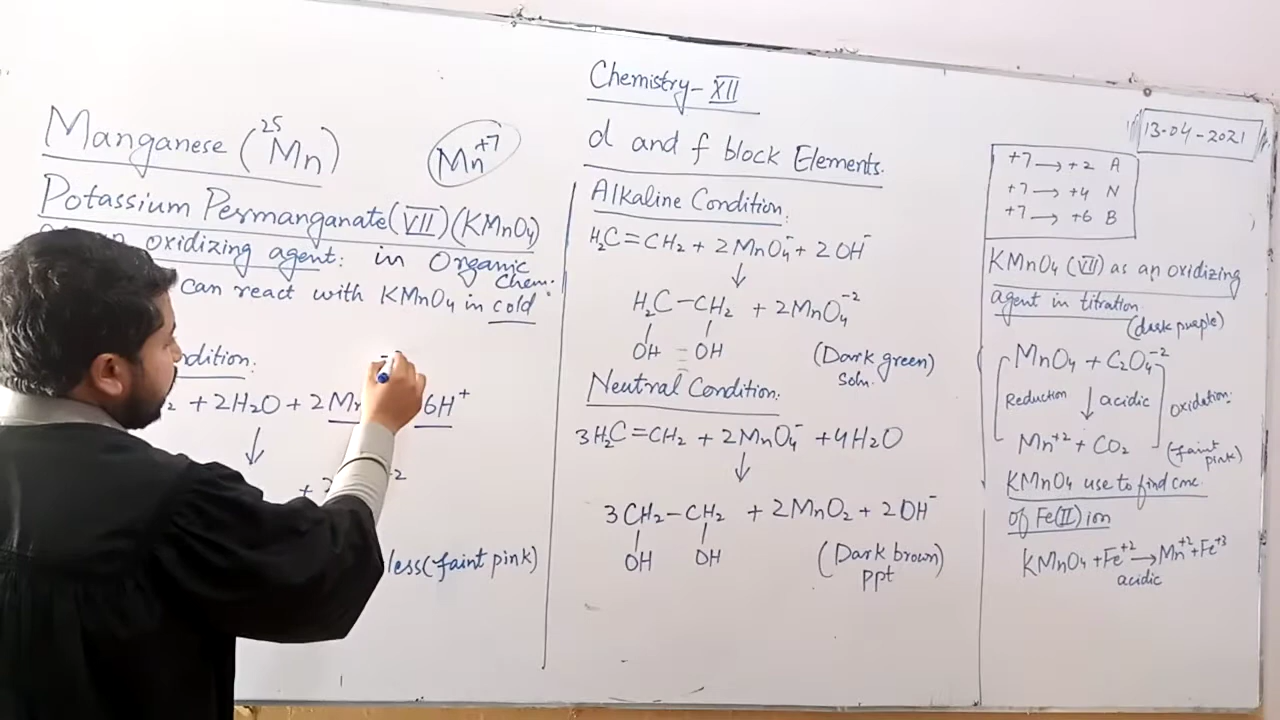 Chemistry - XII
d and f block Elements.
13-04-2021
Manganese (25Mn)
Mn+7
Potassium Permanganate (VII) (KMnO4)
oxidizing agent: in Organic
Chem:
can react with KMnO4 in cold
ndition:
+ 2H2O + 2Mn 6H+
-2
less (faint pink)
Alkaline Condition:
H2C=CH2 + 2MnO4- + 2OH-
↓
H2C-CH2 + 2MnO4-2
OH OH (Dark green)
soln.
Neutral Condition:
3H2C=CH2 + 2MnO4- + 4H2O
↓
3CH2-CH2 + 2MnO2 + 2OH-
OH OH (Dark brown)
ppt
+7 → +2 A
+7 → +4 N
+7 → +6 B
KMnO4 (VII) as an oxidizing
agent in titration
(dark purple)
MnO4 + C2O4-2
Reduction ↓ acidic oxidation:
Mn+2 + CO2 (faint
pink)
KMnO4 use to find conc.
of Fe(II) ion
KMnO4 + Fe+2 → Mn+2 + Fe+3
acidic